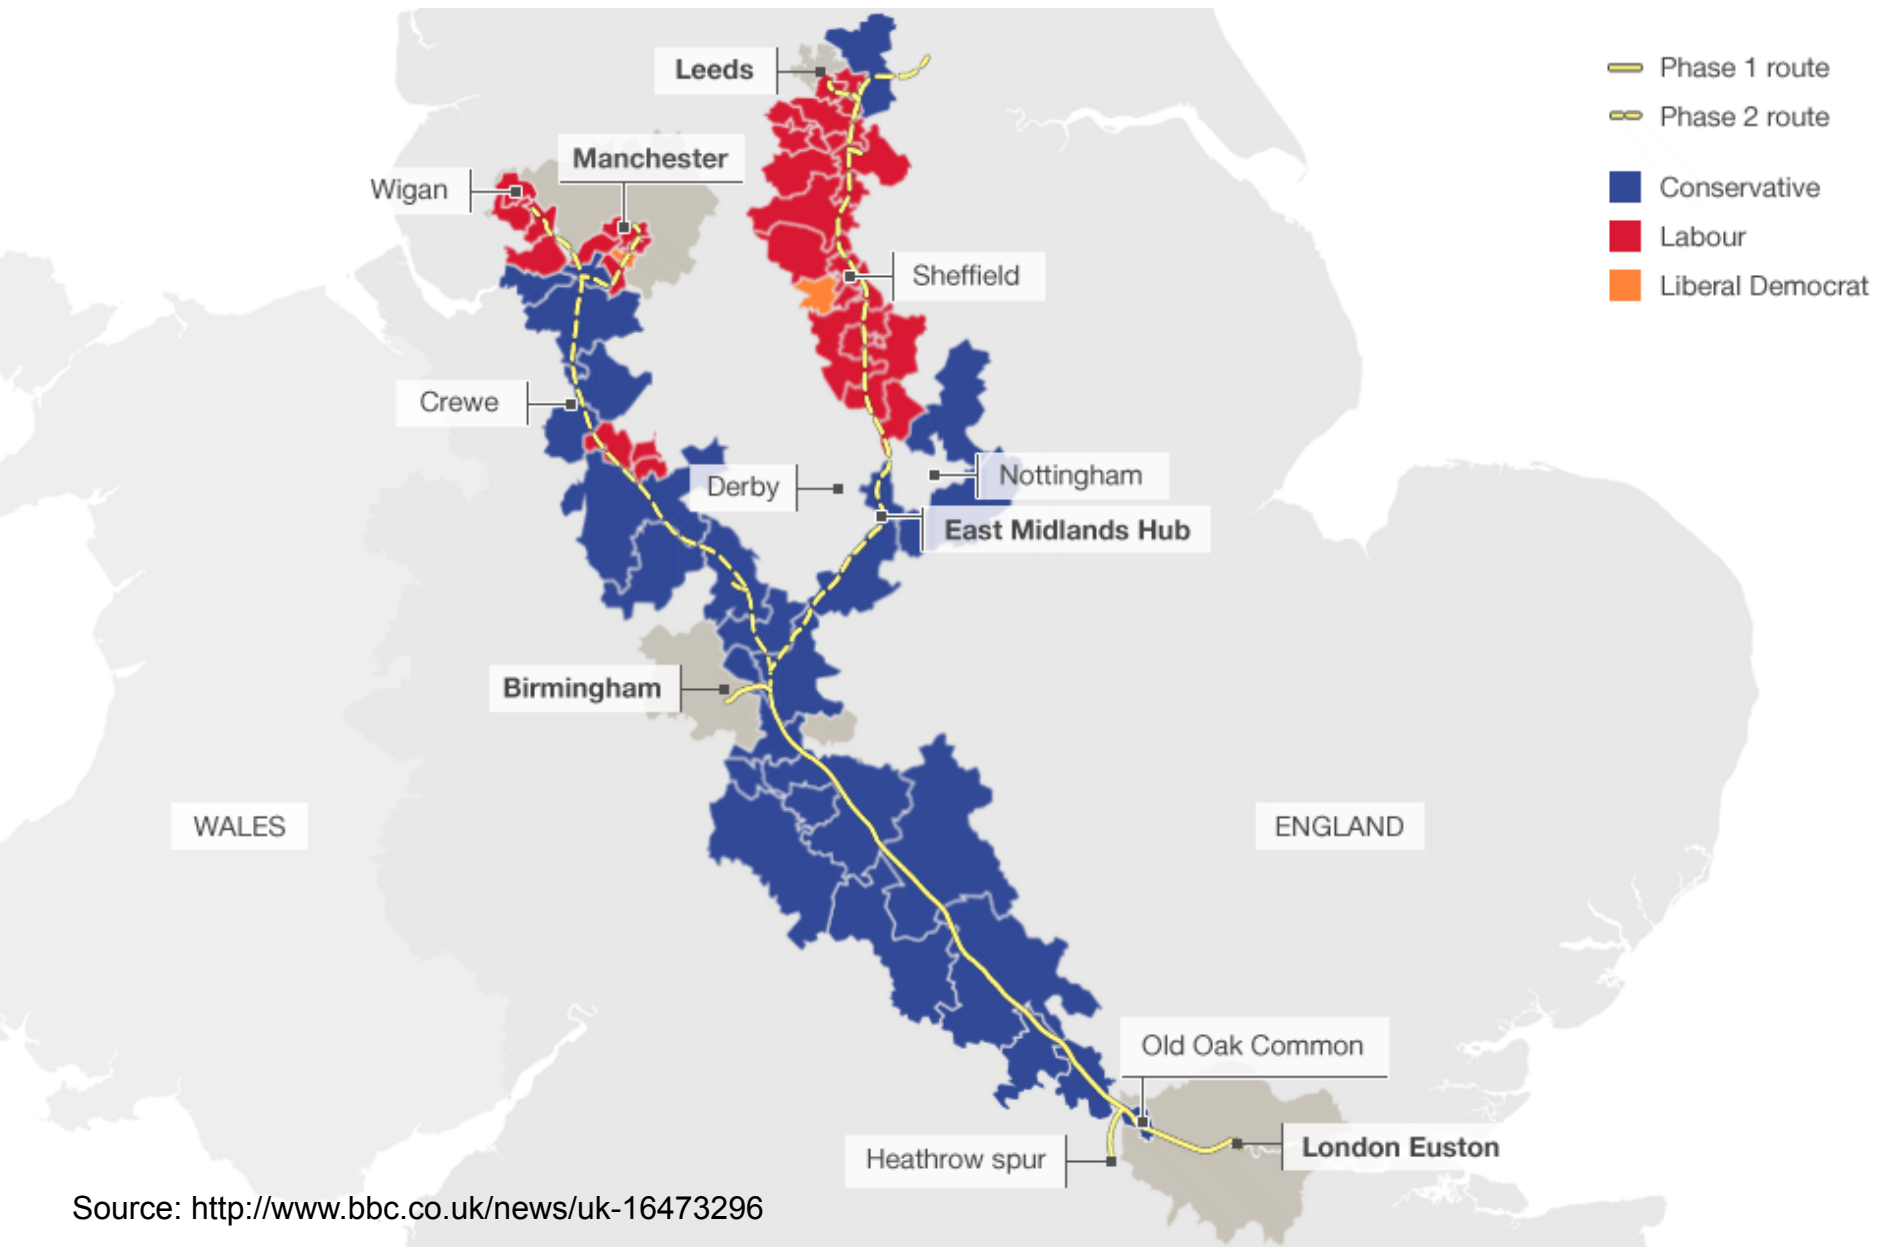 Leeds
Phase 1 route
Phase 2 route
Manchester
Wigan
Conservative
Labour
Sheffield
Liberal Democrat
Crewe
Derby
Nottingham
East Midlands Hub
Birmingham
WALES
ENGLAND
Old Oak Common
London Euston
Heathrow spur
Source: http://www.bbc.co.uk/news/uk-16473296